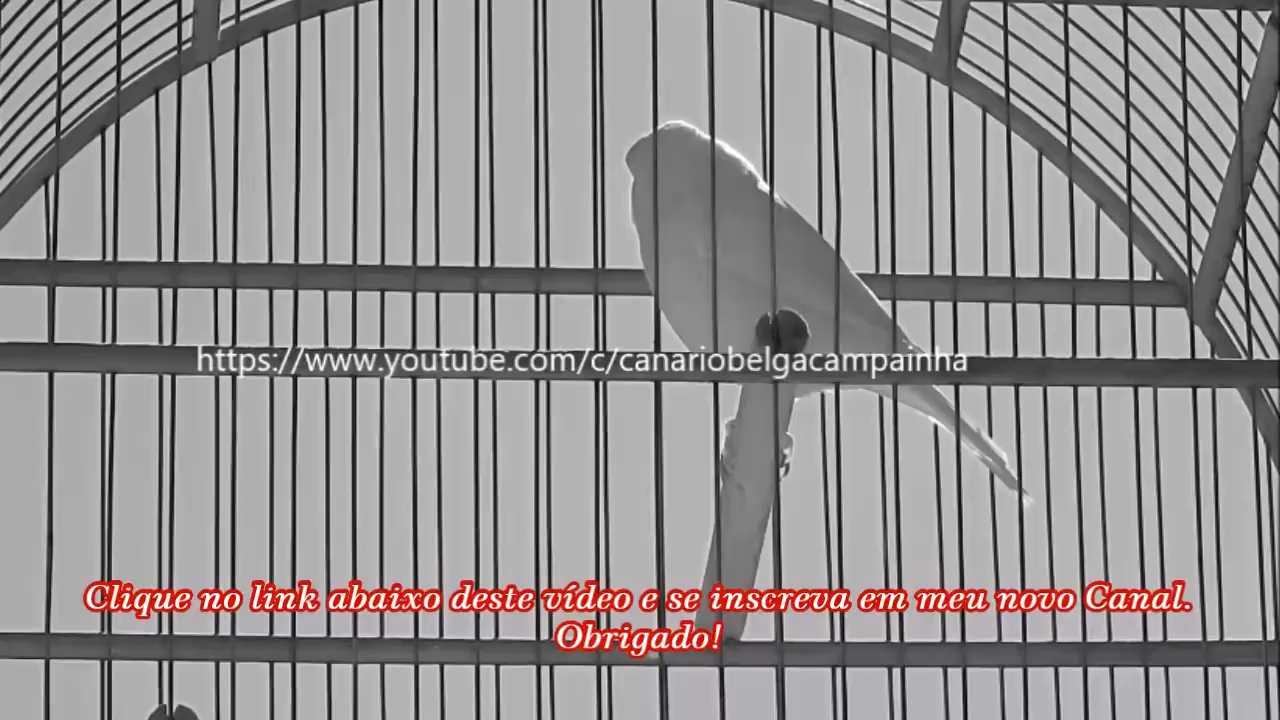 https://www.youtube.com/c/canariobelgacampainha
Clique no link abaixo deste vídeo e se inscreva em meu novo Canal.
Obrigado!